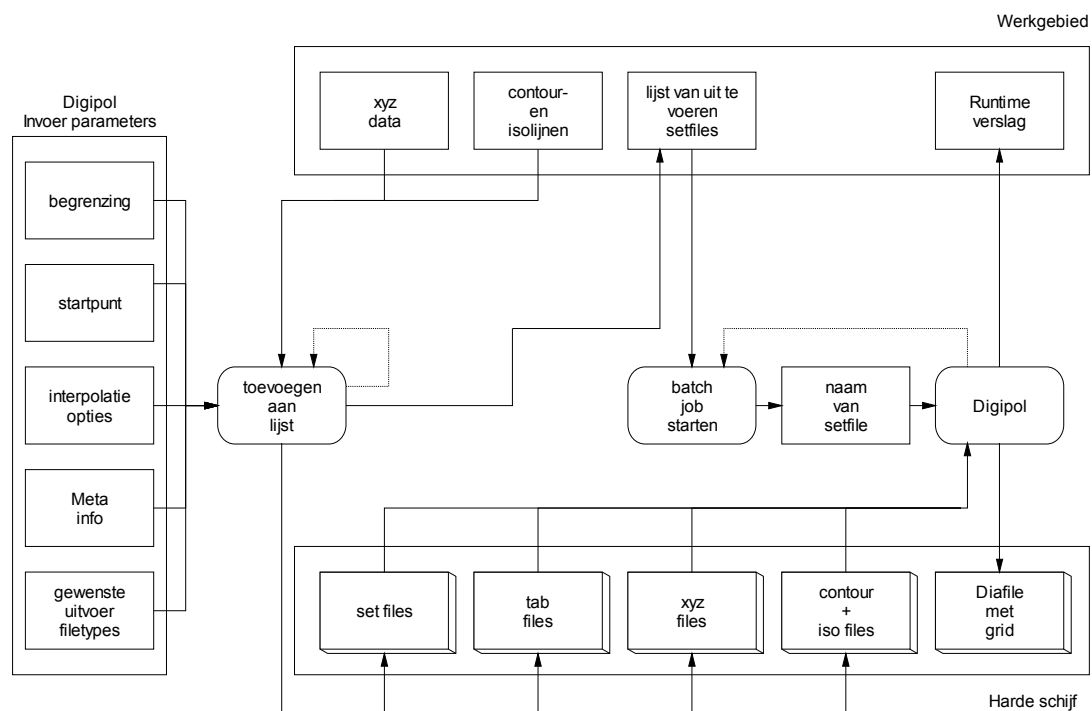 Werkgebied
xyz
data
contour-
en
isolijnen
lijst van uit te
voeren
setfiles
Runtime
verslag
Digipol
Invoer parameters
begrenzing
startpunt
interpolatie
opties
Meta
info
gewenste
uitvoer
filetypes
toevoegen
aan
lijst
batch
job
starten
naam
van
setfile
Digipol
set files
tab
files
xyz
files
contour
+
iso files
Diafile
met
grid
Harde schijf